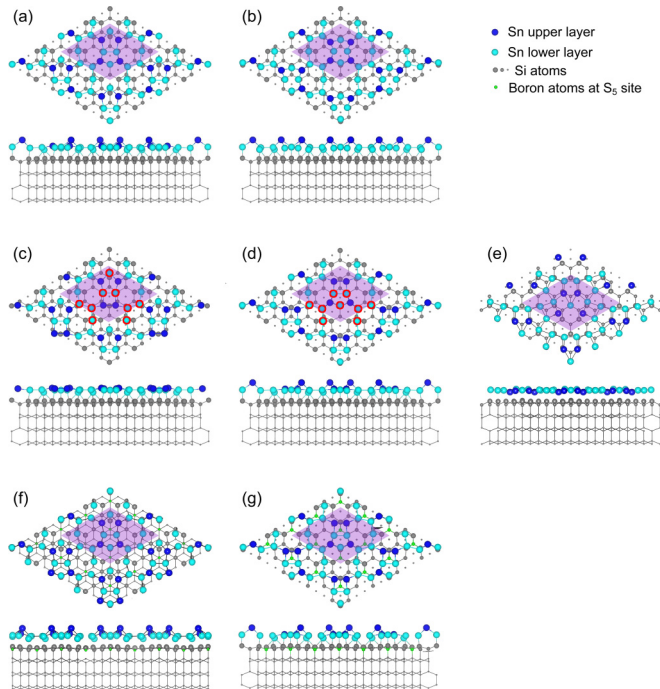 (a)
(b)
Sn upper layer
Sn lower layer
Si atoms
Boron atoms at S5 site
(c)
(d)
(e)
(f)
(g)